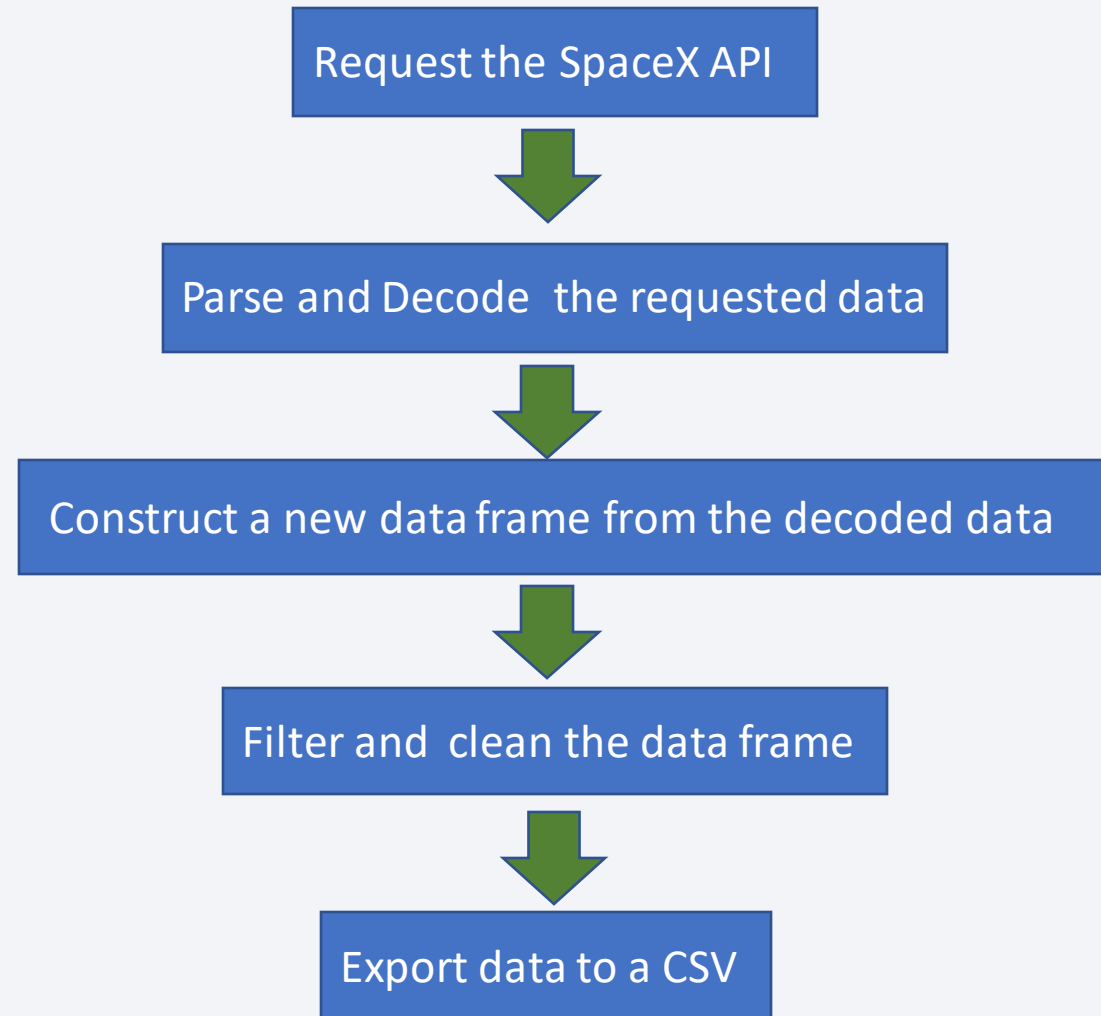 Request the SpaceX API
Parse and Decode the requested data
Construct a new data frame from the decoded data
Filter and clean the data frame
Export data to a CSV